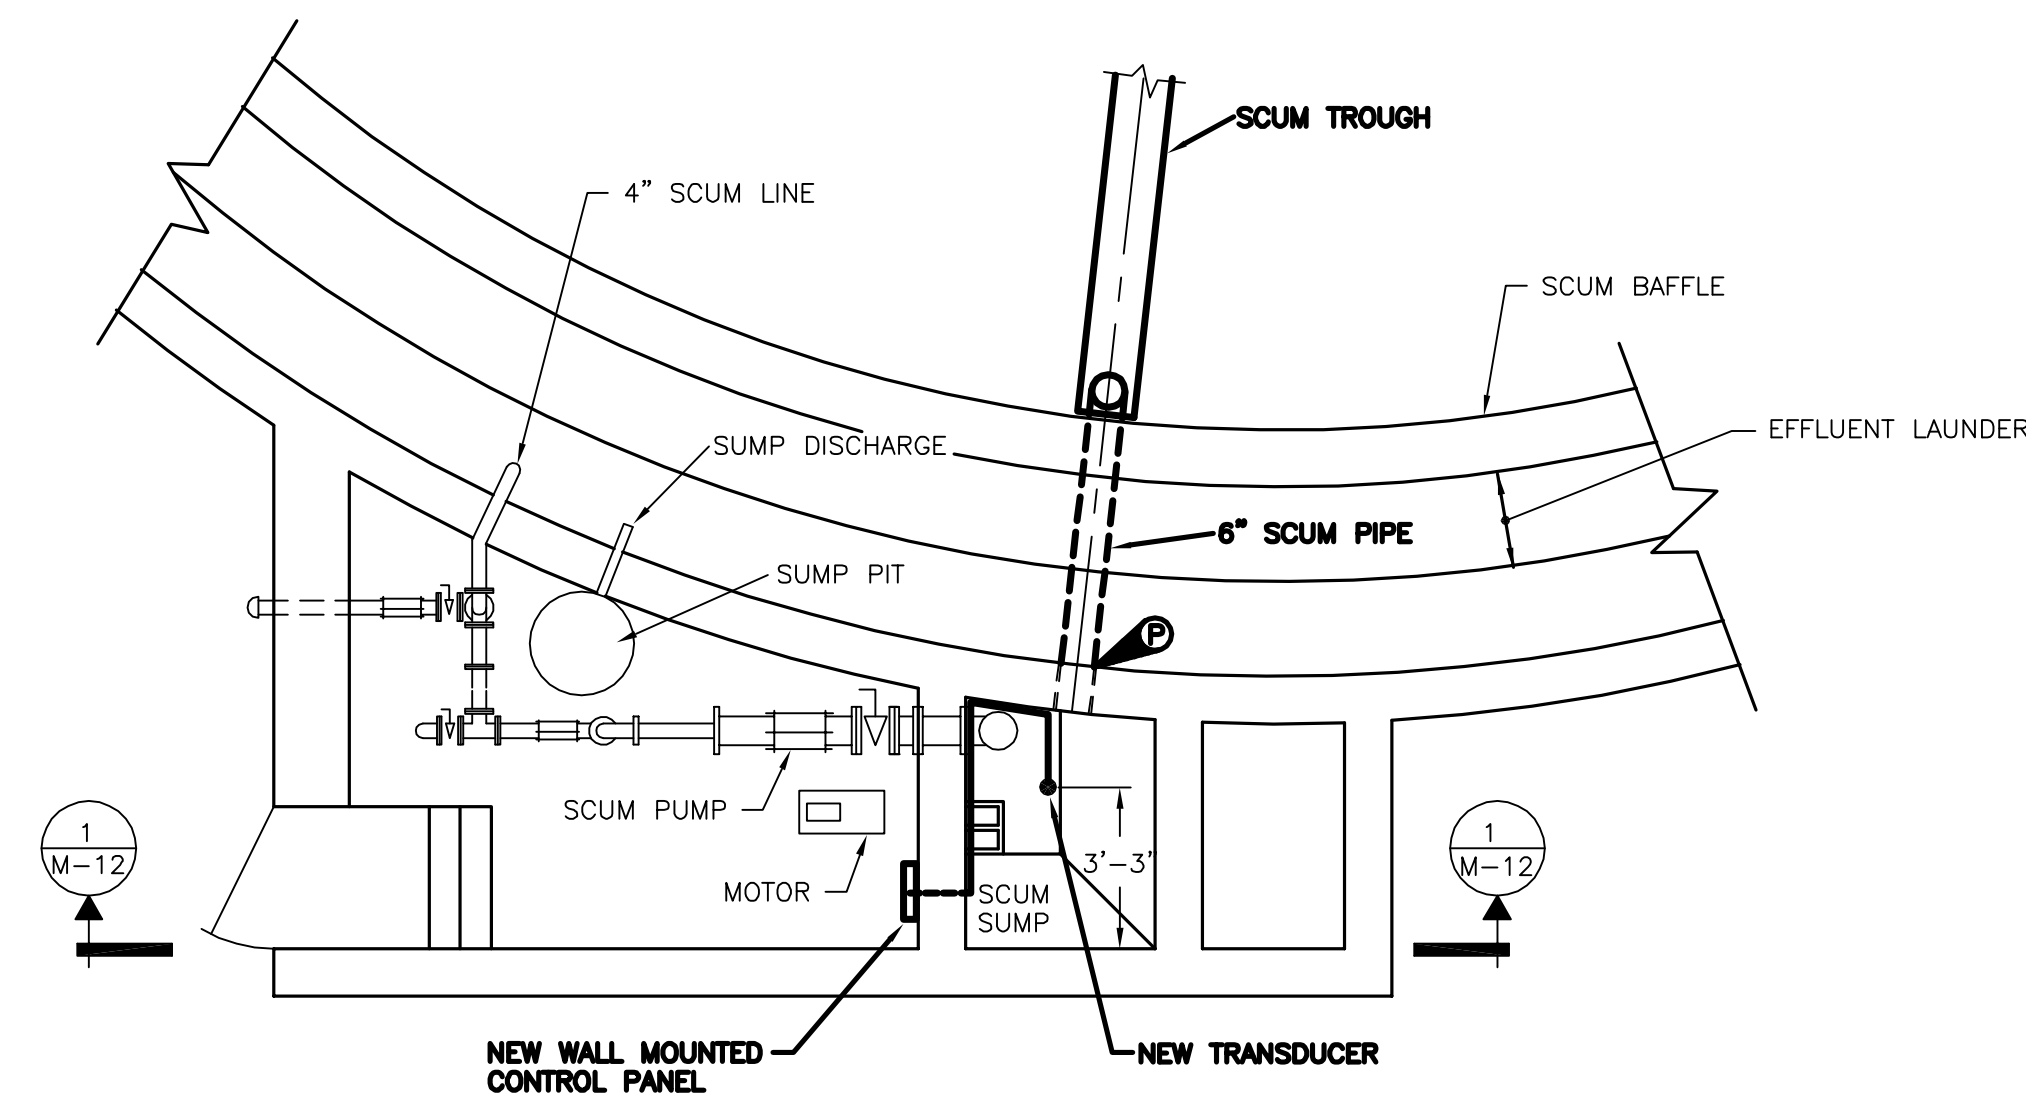 SCUM TROUGH
4" SCUM LINE
SCUM BAFFLE
EFFLUENT LAUNDER
SUMP DISCHARGE
6" SCUM PIPE
SUMP PIT
P
SCUM PUMP
1
M-12
1
M-12
3'-3"
MOTOR
SCUM
SUMP
NEW WALL MOUNTED
CONTROL PANEL
NEW TRANSDUCER